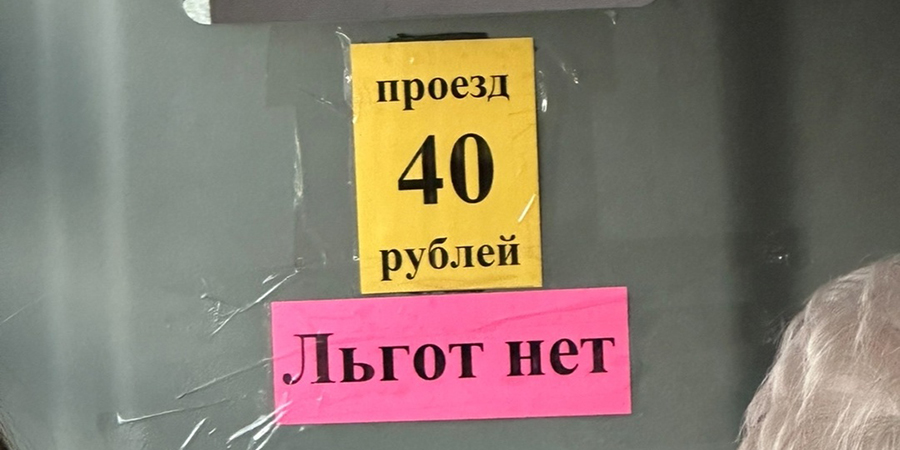 проезд
40
рублей
Льгот нет